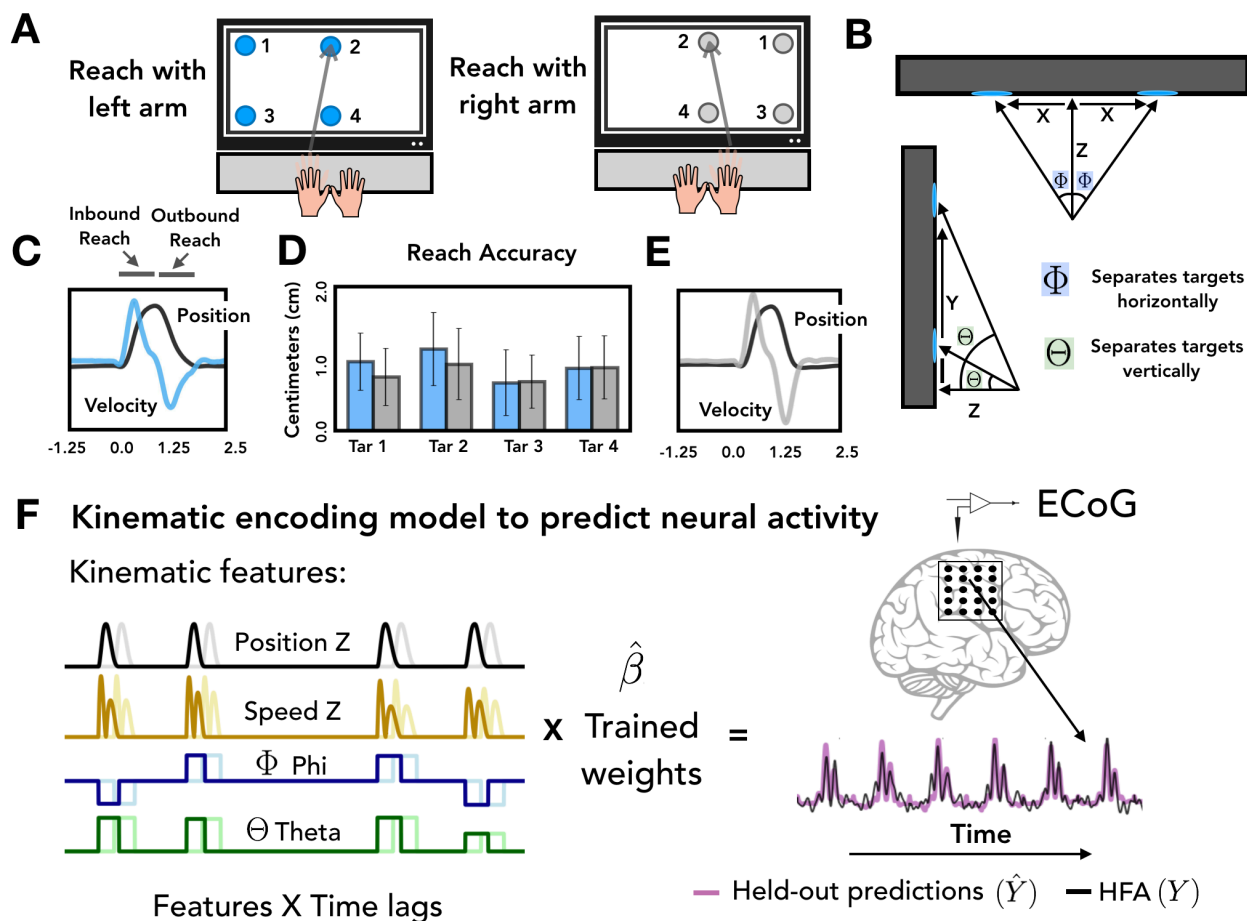 A
Reach with
left arm
1
2
3
4
Reach with
right arm
2
1
4
3
B
X
X
Z
Φ
Φ
Y
Θ
Θ
Z
Φ
Separates targets
horizontally
Θ
Separates targets
vertically
C
Inbound
Reach
Outbound
Reach
Position
Velocity
-1.25
0.0
1.25
2.5
D
Reach Accuracy
Centimeters (cm)
2.0
1.0
0.0
Tar 1
Tar 2
Tar 3
Tar 4
E
Position
Velocity
-1.25
0.0
1.25
2.5
F
Kinematic encoding model to predict neural activity
Kinematic features:
Position Z
Speed Z
Φ Phi
Θ Theta
Features X Time lags
x
β̂
Trained
weights
=
ECoG
Time
Held-out predictions (Ŷ)
HFA (Y)